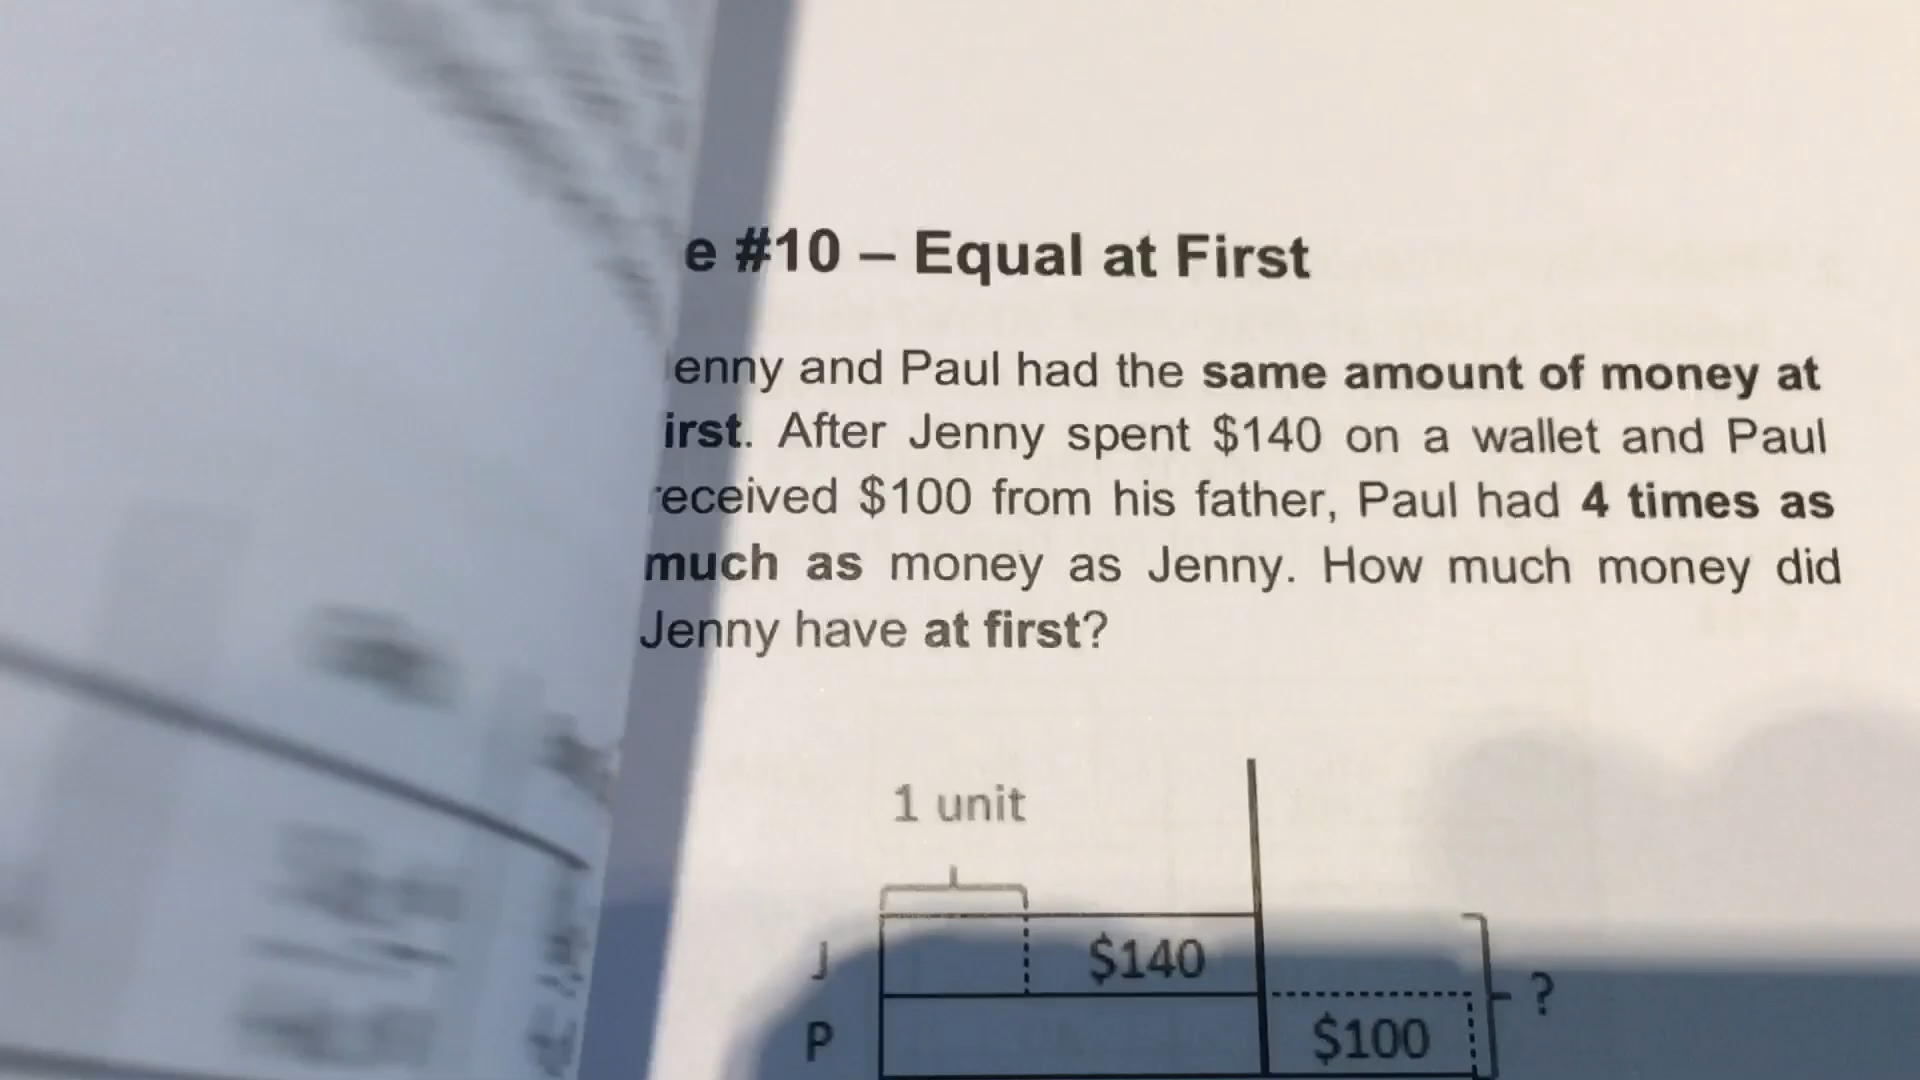 e #10 – Equal at First
enny and Paul had the same amount of money at
irst. After Jenny spent $140 on a wallet and Paul
eceived $100 from his father, Paul had 4 times as
much as money as Jenny. How much money did
Jenny have at first?
1 unit
J $140
?
P $100